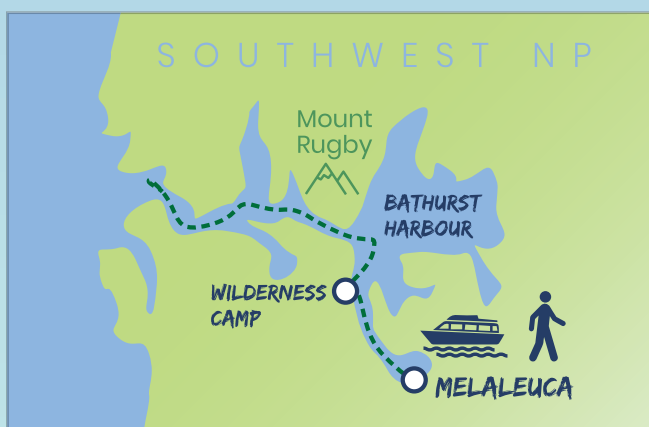 SOUTHWEST NP
Mount
Rugby
BATHURST
HARBOUR
WILDERNESS
CAMP
MELALEUCA